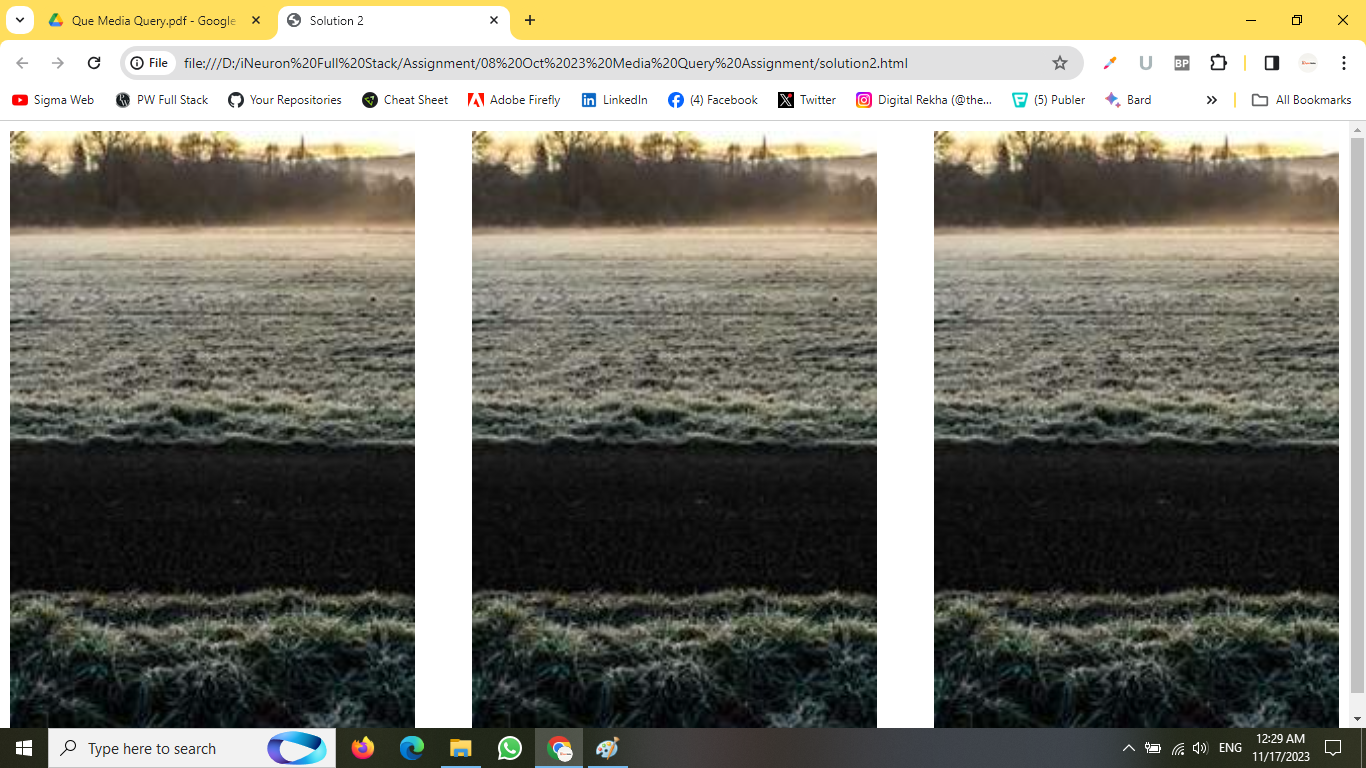 Que Media Query.pdf - Google
Solution 2
File
file:///D:/iNeuron%20Full%20Stack/Assignment/08%20Oct%2023%20Media%20Query%20Assignment/solution2.html
U
BP
Sigma Web
PW Full Stack
Your Repositories
Cheat Sheet
Adobe Firefly
LinkedIn
(4) Facebook
Twitter
Digital Rekha (@the...
(5) Publer
Bard
All Bookmarks
Type here to search
ENG
12:29 AM
11/17/2023